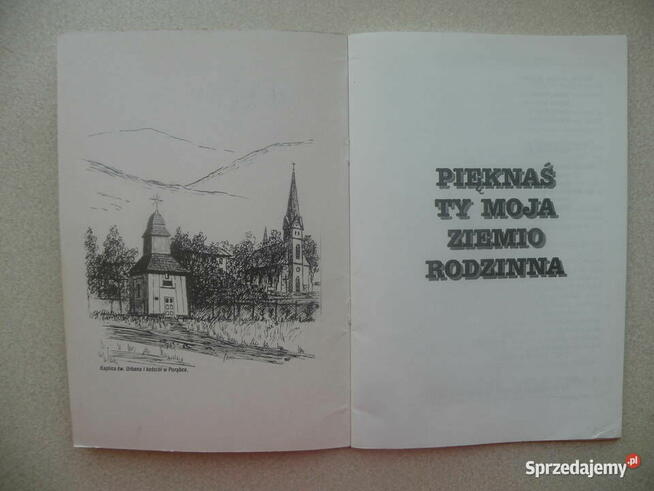 Kaplica św. Urbana i kościół w Porąbce.
PIĘKNAŚ
TY MOJA
ZIEMIO
RODZINNA
Sprzedajemy.pl